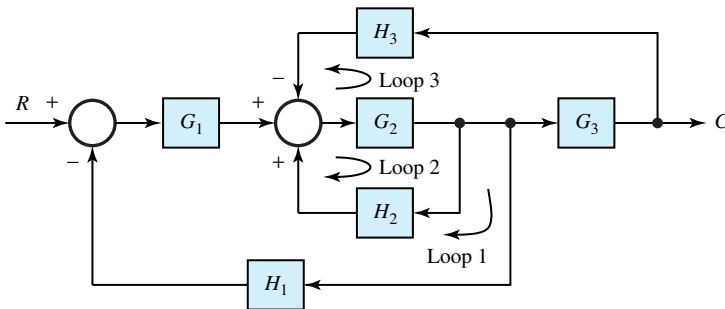 H3
− Loop 3
R + G1 + G2 G3 C
− + Loop 2
H2
Loop 1
H1